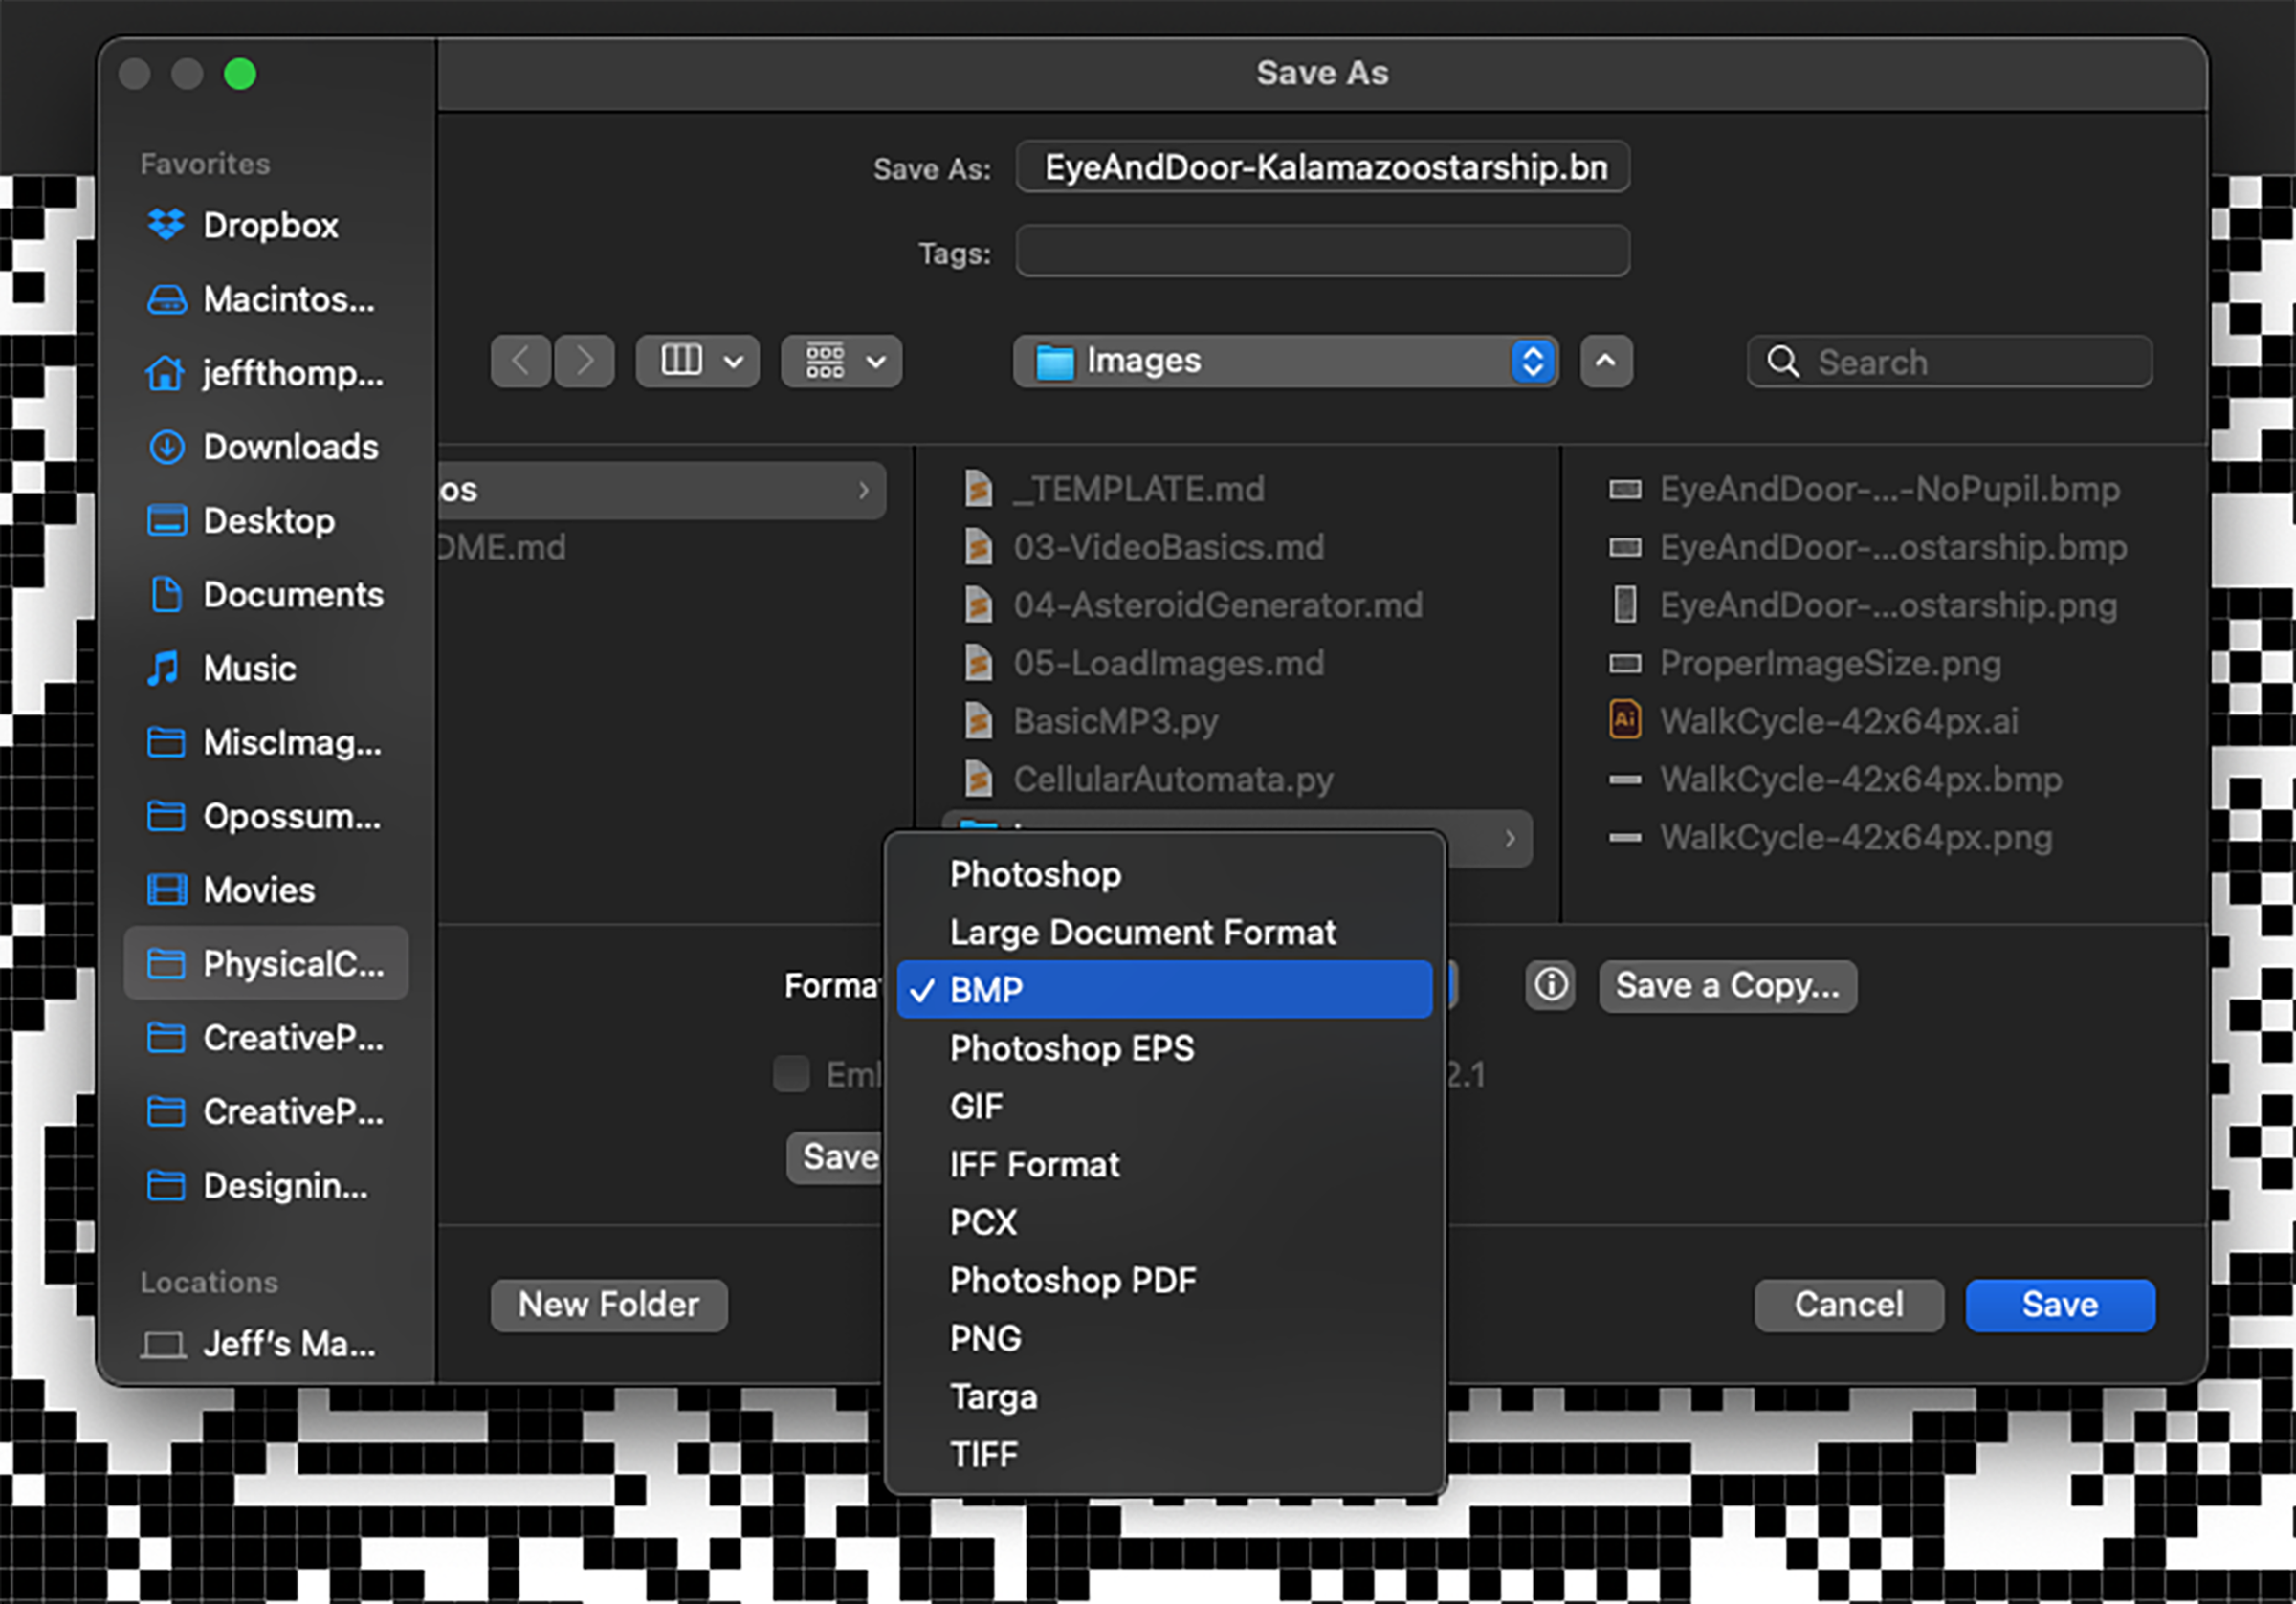 Save As
Favorites
Dropbox
Macintos...
jeffthomp...
Downloads
Desktop
Documents
Music
MiscImag...
Opossum...
Movies
PhysicalC...
CreativeP...
CreativeP...
Designin...
Locations
Jeff's Ma...
Save As: EyeAndDoor-Kalamazoostarship.bn
Tags:
Images
Search
os
OME.md
_TEMPLATE.md
03-VideoBasics.md
04-AsteroidGenerator.md
05-LoadImages.md
BasicMP3.py
CellularAutomata.py
EyeAndDoor-...-NoPupil.bmp
EyeAndDoor-...ostarship.bmp
EyeAndDoor-...ostarship.png
ProperImageSize.png
Ai WalkCycle-42x64px.ai
WalkCycle-42x64px.bmp
WalkCycle-42x64px.png
Photoshop
Large Document Format
Forma ✓ BMP Save a Copy...
Photoshop EPS
Emb 2.1
GIF
Save
IFF Format
PCX
Photoshop PDF
PNG
Targa
TIFF
New Folder
Cancel Save